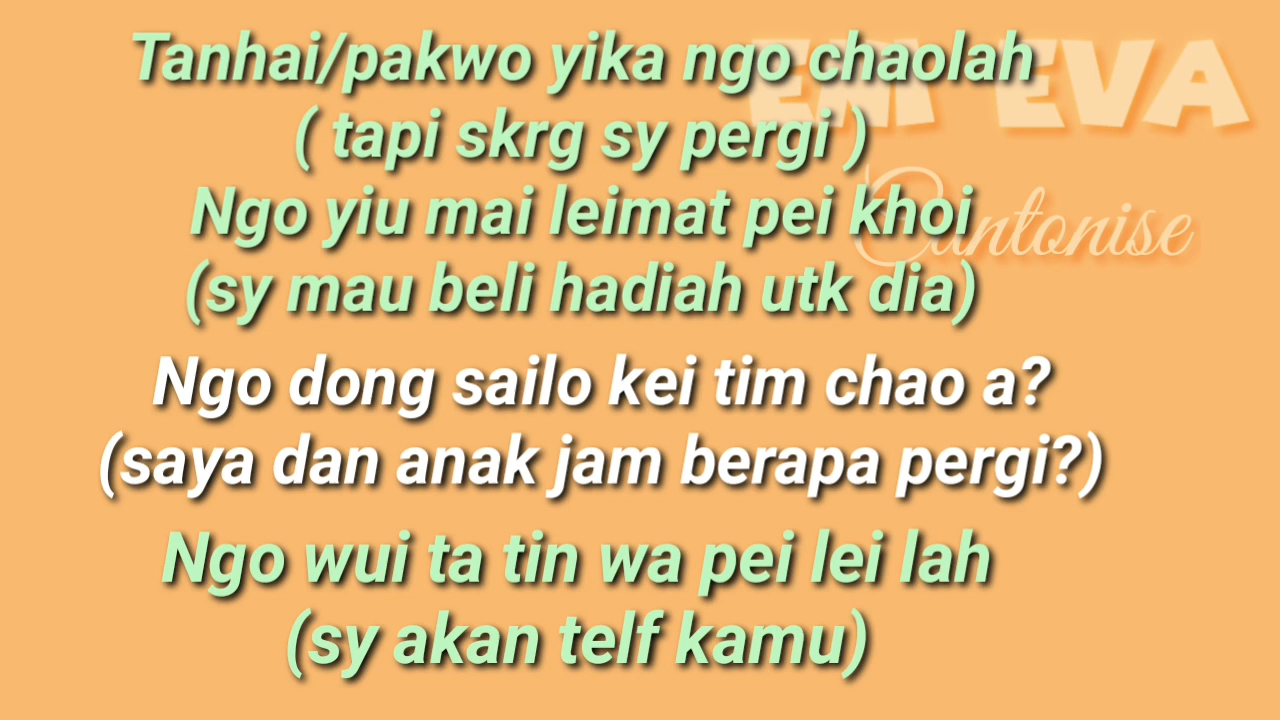 Tanhai/pakwo yika ngo chaolah
( tapi skrg sy pergi )
Ngo yiu mai leimat pei khoi
(sy mau beli hadiah utk dia)
Ngo dong sailo kei tim chao a?
(saya dan anak jam berapa pergi?)
Ngo wui ta tin wa pei lei lah
(sy akan telf kamu)
EVA
Cantonise